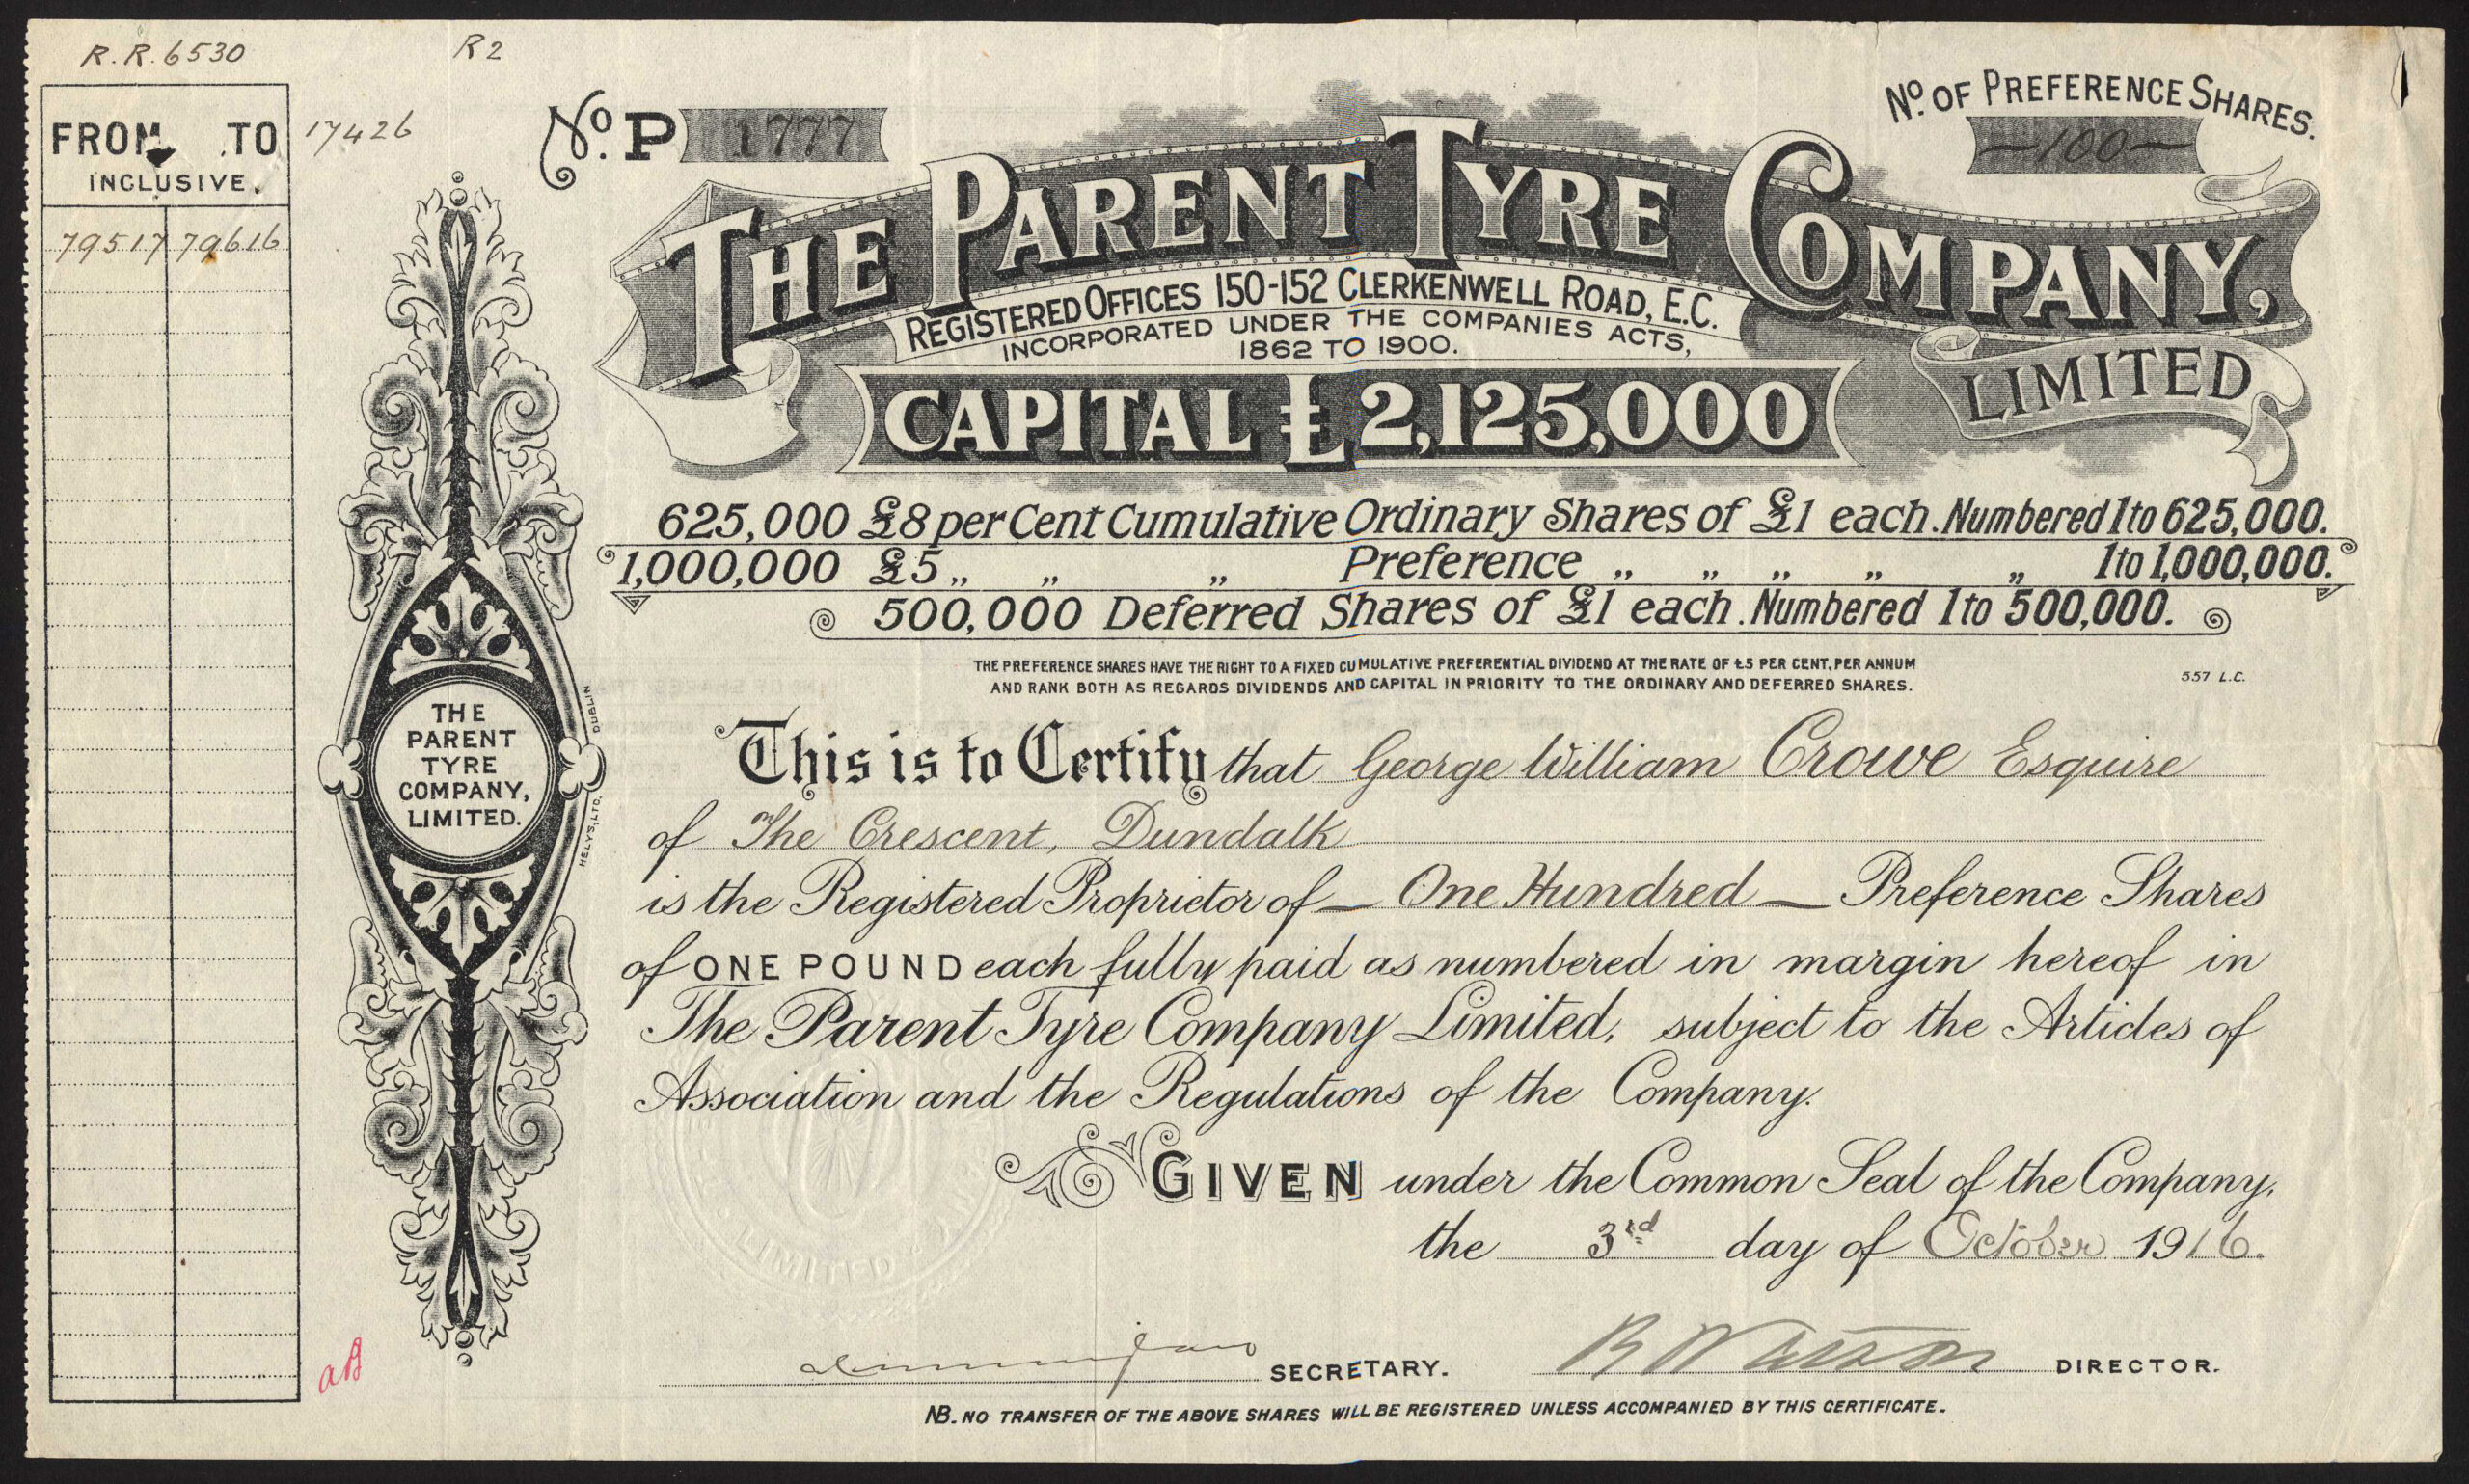 R.R. 6530
R2
FROM TO
INCLUSIVE.
17426
79517 79616
No. P 1777
No. OF PREFERENCE SHARES.
—100—
THE PARENT TYRE COMPANY,
LIMITED
REGISTERED OFFICES 150-152 CLERKENWELL ROAD, E.C.
INCORPORATED UNDER THE COMPANIES ACTS,
1862 TO 1900.
CAPITAL £2,125,000
625,000 £8 per Cent Cumulative Ordinary Shares of £1 each. Numbered 1 to 625,000.
1,000,000 £5 „ „ „ Preference „ „ „ „ „ 1 to 1,000,000.
500,000 Deferred Shares of £1 each. Numbered 1 to 500,000.
THE PREFERENCE SHARES HAVE THE RIGHT TO A FIXED CUMULATIVE PREFERENTIAL DIVIDEND AT THE RATE OF £5 PER CENT, PER ANNUM
AND RANK BOTH AS REGARDS DIVIDENDS AND CAPITAL IN PRIORITY TO THE ORDINARY AND DEFERRED SHARES.
557 L.C.
THE
PARENT
TYRE
COMPANY,
LIMITED.
HELYS, LTD. DUBLIN
This is to Certify that George William Crowe Esquire
of The Crescent, Dundalk
is the Registered Proprietor of — One Hundred — Preference Shares
of ONE POUND each fully paid as numbered in margin hereof in
The Parent Tyre Company Limited, subject to the Articles of
Association and the Regulations of the Company.
GIVEN under the Common Seal of the Company,
the 3rd day of October 1916.
LIMITED
aB
SECRETARY.
DIRECTOR.
NB. NO TRANSFER OF THE ABOVE SHARES WILL BE REGISTERED UNLESS ACCOMPANIED BY THIS CERTIFICATE.